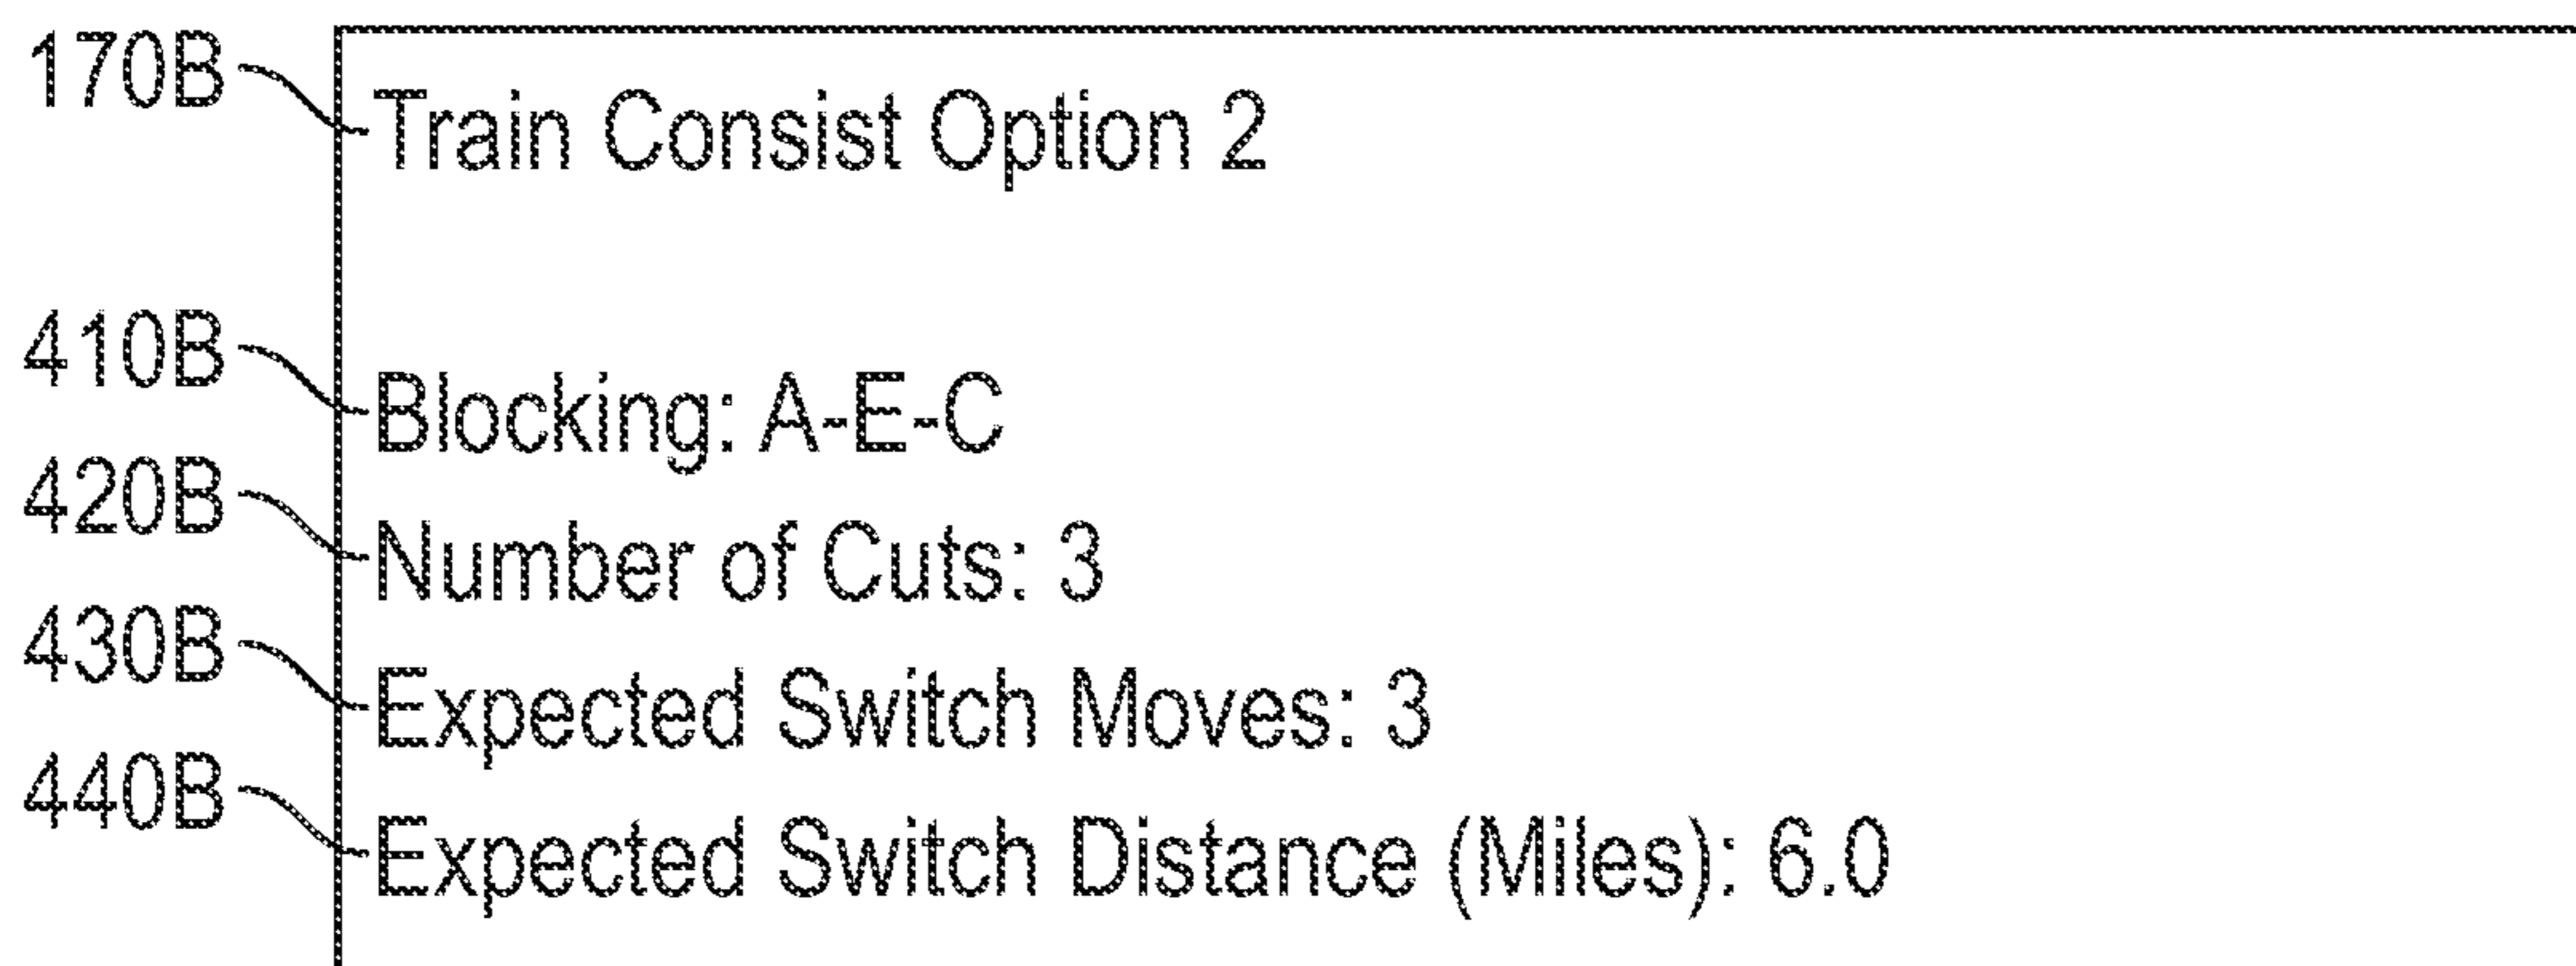 170B Train Consist Option 2
410B Blocking: A-E-C
420B Number of Cuts: 3
430B Expected Switch Moves: 3
440B Expected Switch Distance (Miles): 6.0